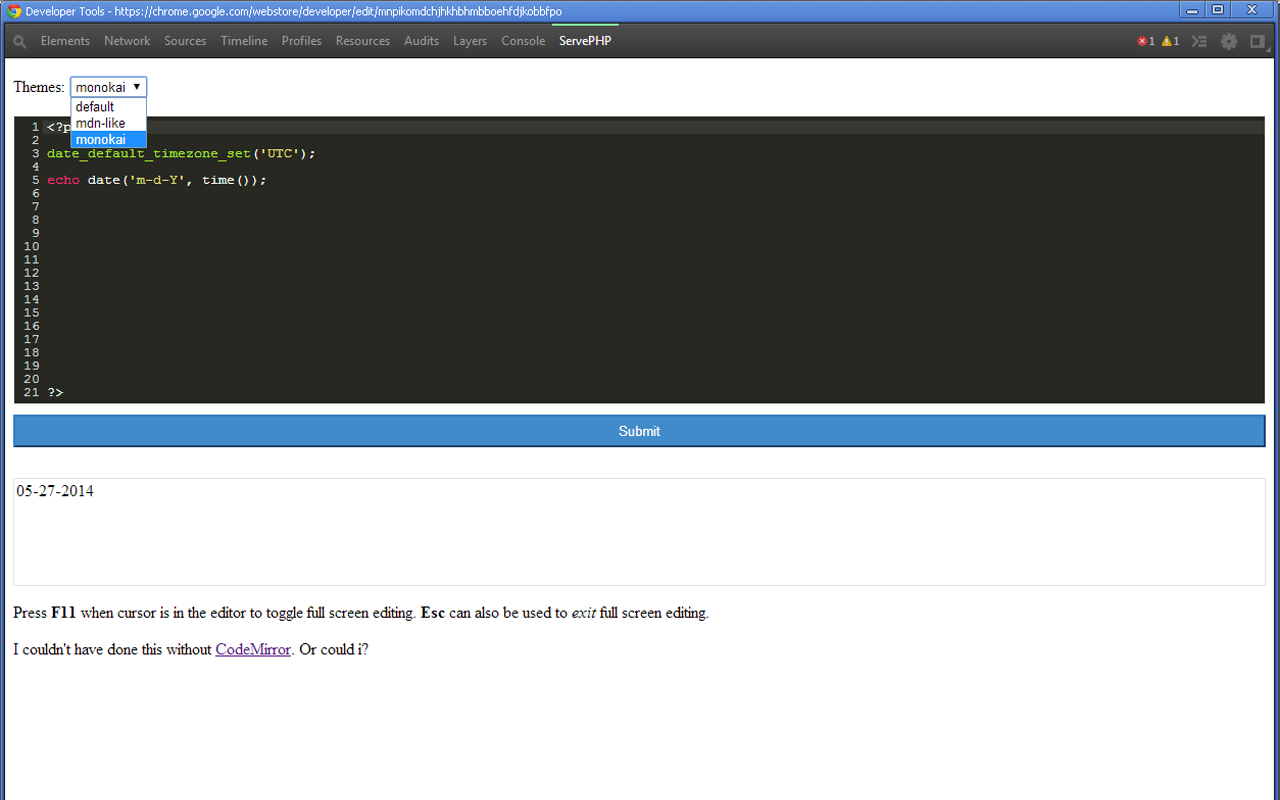 Developer Tools - https://chrome.google.com/webstore/developer/edit/mnpikomdchjhkhbhmbboehfdjkobbfpo
Elements Network Sources Timeline Profiles Resources Audits Layers Console ServePHP 1 1
Themes: monokai
default
mdn-like
monokai
1 <?p
2
3 date_default_timezone_set('UTC');
4
5 echo date('m-d-Y', time());
6
7
8
9
10
11
12
13
14
15
16
17
18
19
20
21 ?>
Submit
05-27-2014
Press F11 when cursor is in the editor to toggle full screen editing. Esc can also be used to exit full screen editing.
I couldn't have done this without CodeMirror. Or could i?